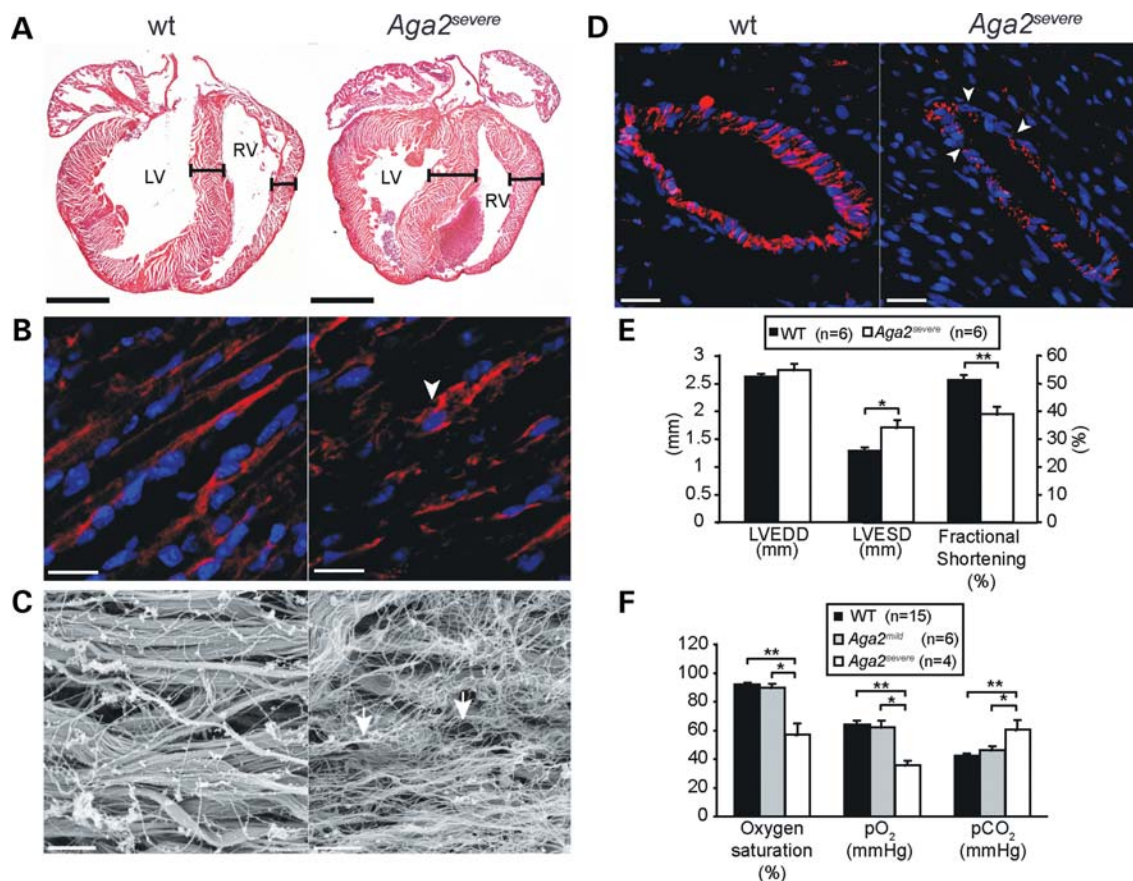 A
wt
Aga2severe
LV
RV
LV
RV
B
C
D
wt
Aga2severe
E
WT (n=6) Aga2severe (n=6)
3
2.5
2
1.5
1
0.5
0
(mm)
60
50
40
30
20
10
0
(%)
*
**
LVEDD
(mm)
LVESD
(mm)
Fractional
Shortening
(%)
F
WT (n=15)
Aga2mild (n=6)
Aga2severe (n=4)
120
100
80
60
40
20
0
**
*
**
*
**
*
Oxygen
saturation
(%)
pO2
(mmHg)
pCO2
(mmHg)